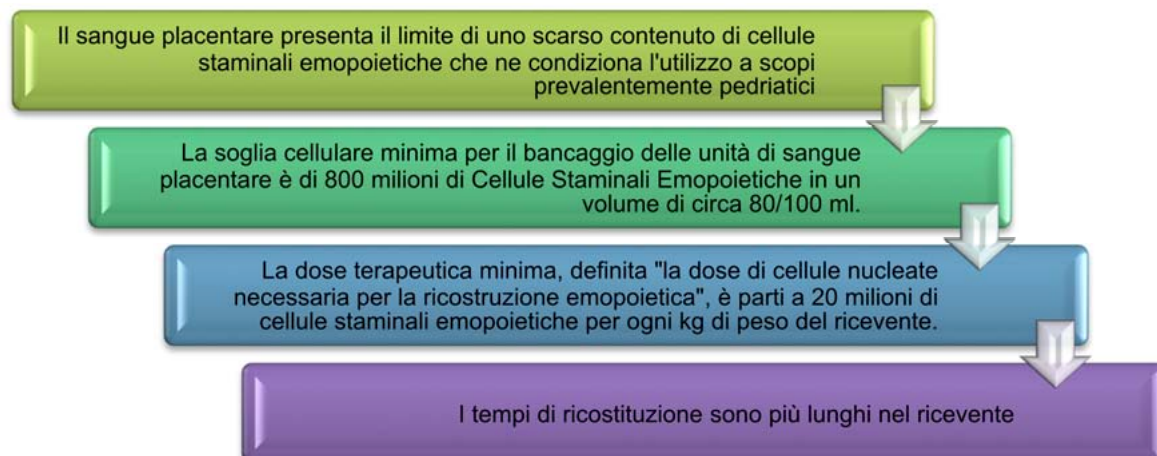 Il sangue placentare presenta il limite di uno scarso contenuto di cellule
staminali emopoietiche che ne condiziona l'utilizzo a scopi
prevalentemente pedriatici
La soglia cellulare minima per il bancaggio delle unità di sangue
placentare è di 800 milioni di Cellule Staminali Emopoietiche in un
volume di circa 80/100 ml.
La dose terapeutica minima, definita "la dose di cellule nucleate
necessaria per la ricostruzione emopoietica", è parti a 20 milioni di
cellule staminali emopoietiche per ogni kg di peso del ricevente.
I tempi di ricostituzione sono più lunghi nel ricevente